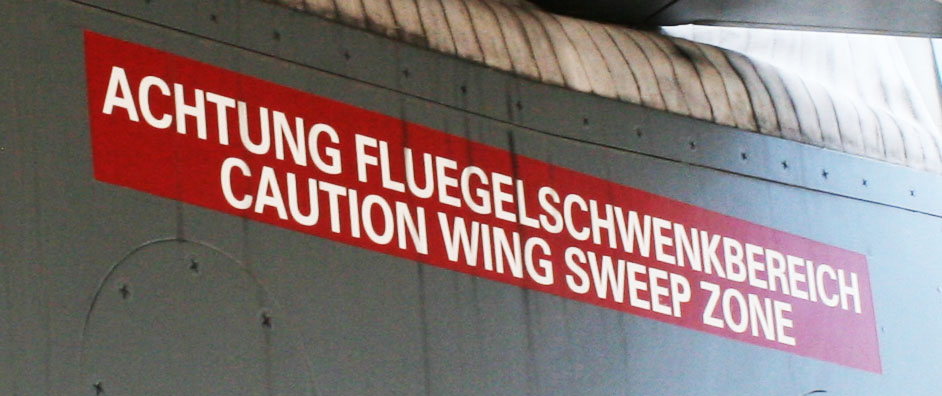 ACHTUNG FLUEGELSCHWENKBEREICH
CAUTION WING SWEEP ZONE